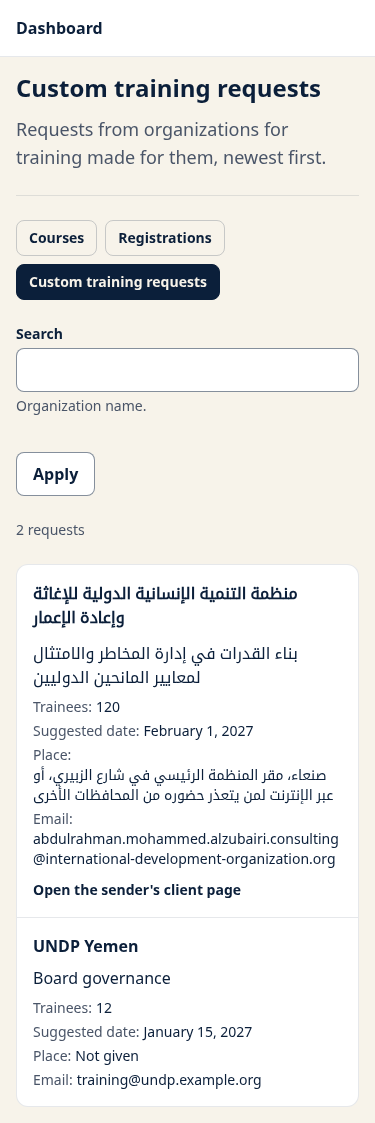 Dashboard
Custom training requests
Requests from organizations for
training made for them, newest first.
Courses
Registrations
Custom training requests
Search
Organization name.
Apply
2 requests
منظمة التنمية الإنسانية الدولية للإغاثة
وإعادة الإعمار
بناء القدرات في إدارة المخاطر والامتثال
لمعايير المانحين الدوليين
Trainees: 120
Suggested date: February 1, 2027
Place:
صنعاء، مقر المنظمة الرئيسي في شارع الزبيري، أو
عبر الإنترنت لمن يتعذر حضوره من المحافظات الأخرى
Email:
abdulrahman.mohammed.alzubairi.consulting
@international-development-organization.org
Open the sender's client page
UNDP Yemen
Board governance
Trainees: 12
Suggested date: January 15, 2027
Place: Not given
Email: training@undp.example.org